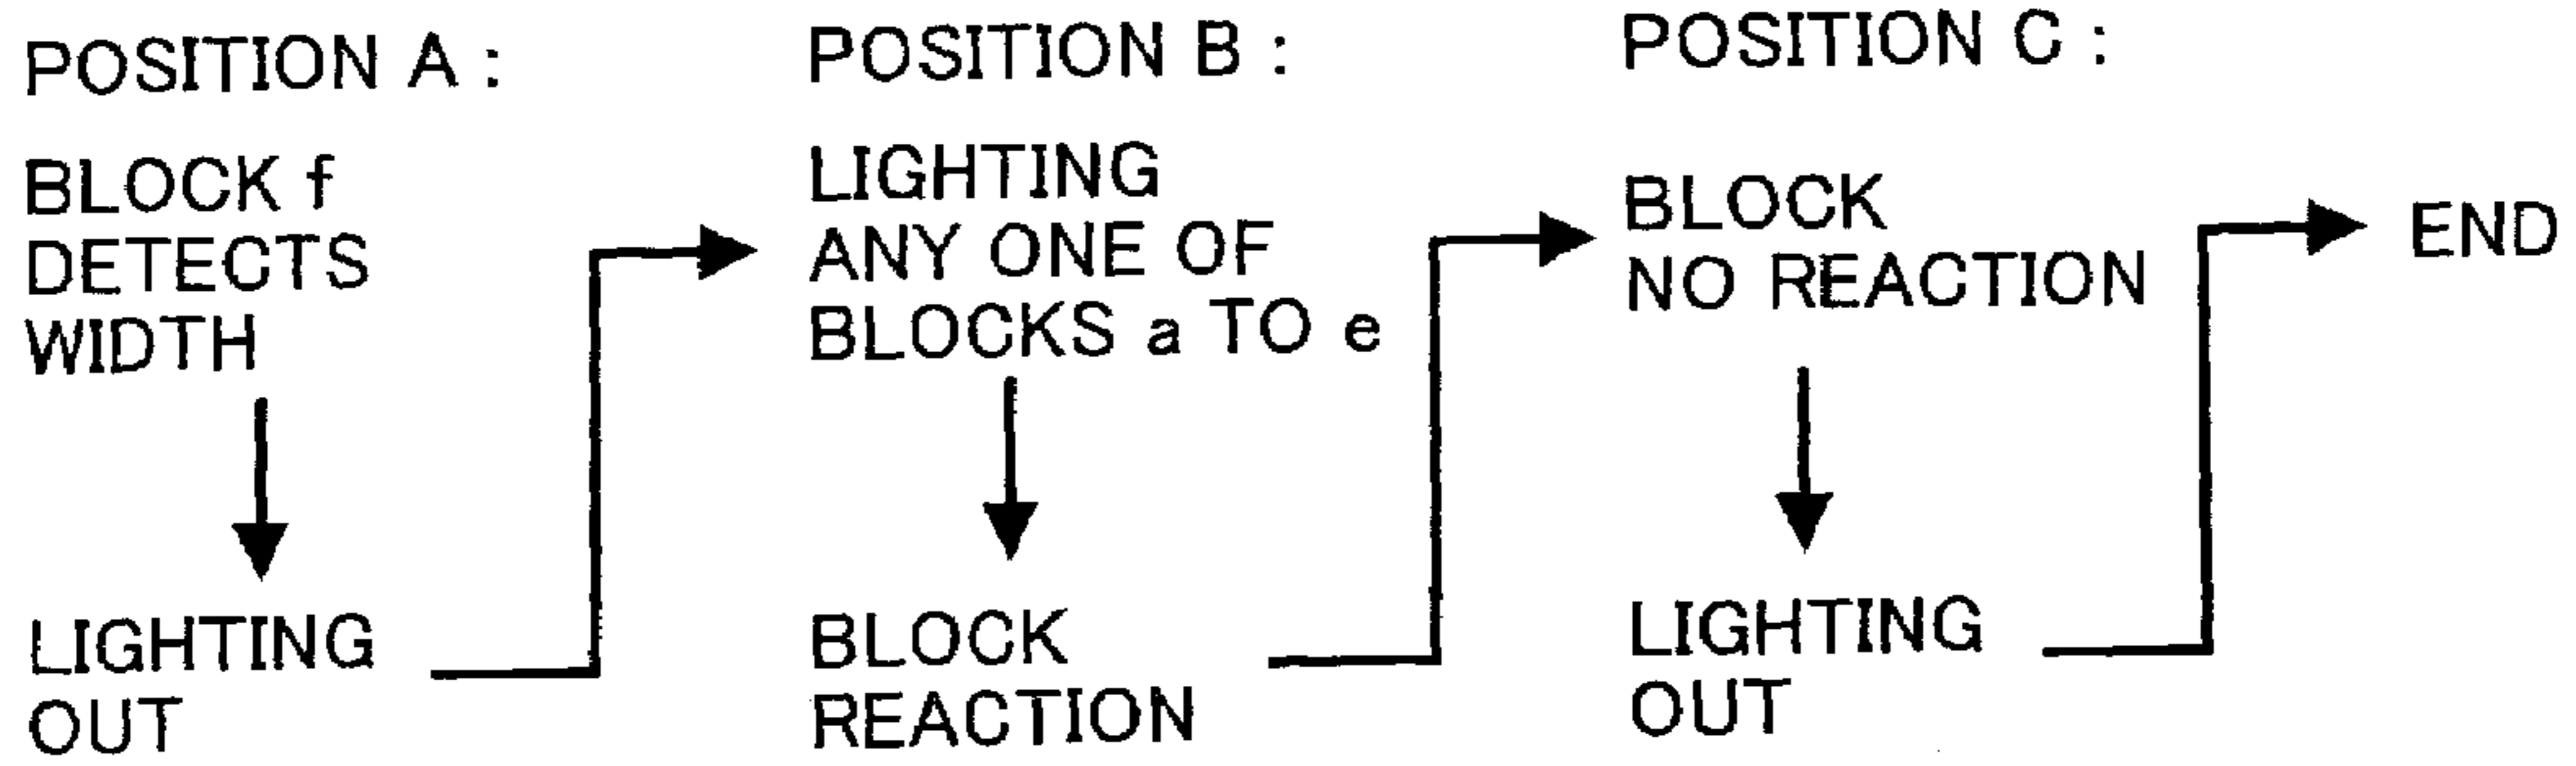 POSITION A :
BLOCK f
DETECTS
WIDTH
LIGHTING
OUT
POSITION B :
LIGHTING
ANY ONE OF
BLOCKS a TO e
BLOCK
REACTION
POSITION C :
BLOCK
NO REACTION
LIGHTING
OUT
END